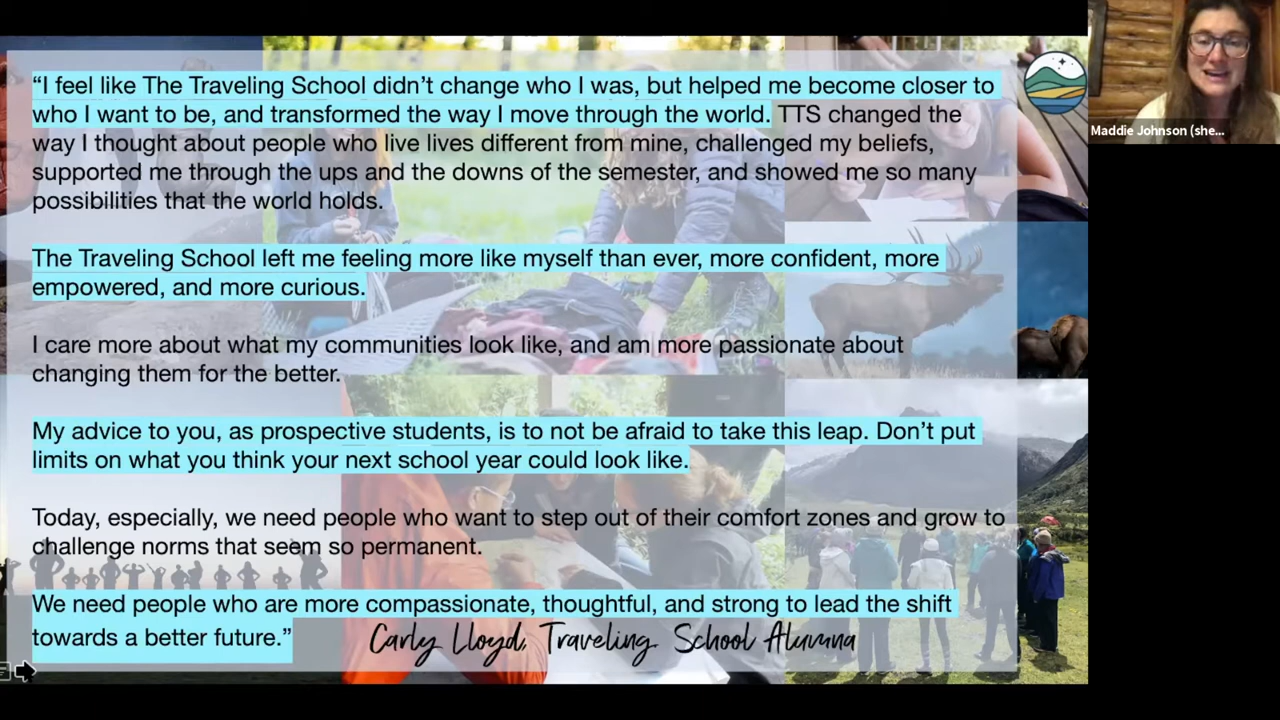 “I feel like The Traveling School didn’t change who I was, but helped me become closer to
who I want to be, and transformed the way I move through the world. TTS changed the
way I thought about people who live lives different from mine, challenged my beliefs,
supported me through the ups and the downs of the semester, and showed me so many
possibilities that the world holds.
The Traveling School left me feeling more like myself than ever, more confident, more
empowered, and more curious.
I care more about what my communities look like, and am more passionate about
changing them for the better.
My advice to you, as prospective students, is to not be afraid to take this leap. Don’t put
limits on what you think your next school year could look like.
Today, especially, we need people who want to step out of their comfort zones and grow to
challenge norms that seem so permanent.
We need people who are more compassionate, thoughtful, and strong to lead the shift
towards a better future.”
Carly Lloyd, Traveling School Alumna
Maddie Johnson (she...